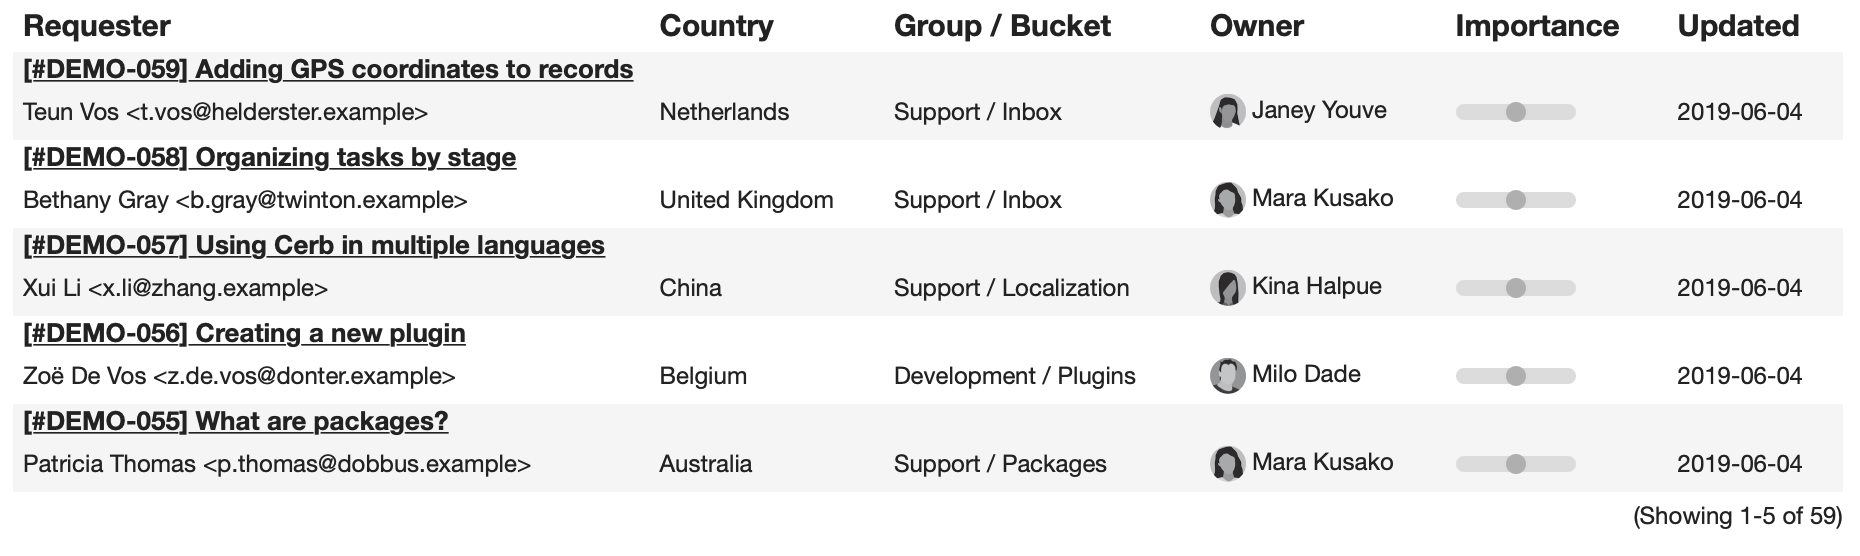 Requester Country Group / Bucket Owner Importance Updated
[#DEMO-059] Adding GPS coordinates to records
Teun Vos <t.vos@helderster.example> Netherlands Support / Inbox Janey Youve 2019-06-04
[#DEMO-058] Organizing tasks by stage
Bethany Gray <b.gray@twinton.example> United Kingdom Support / Inbox Mara Kusako 2019-06-04
[#DEMO-057] Using Cerb in multiple languages
Xui Li <x.li@zhang.example> China Support / Localization Kina Halpue 2019-06-04
[#DEMO-056] Creating a new plugin
Zoë De Vos <z.de.vos@donter.example> Belgium Development / Plugins Milo Dade 2019-06-04
[#DEMO-055] What are packages?
Patricia Thomas <p.thomas@dobbus.example> Australia Support / Packages Mara Kusako 2019-06-04
(Showing 1-5 of 59)